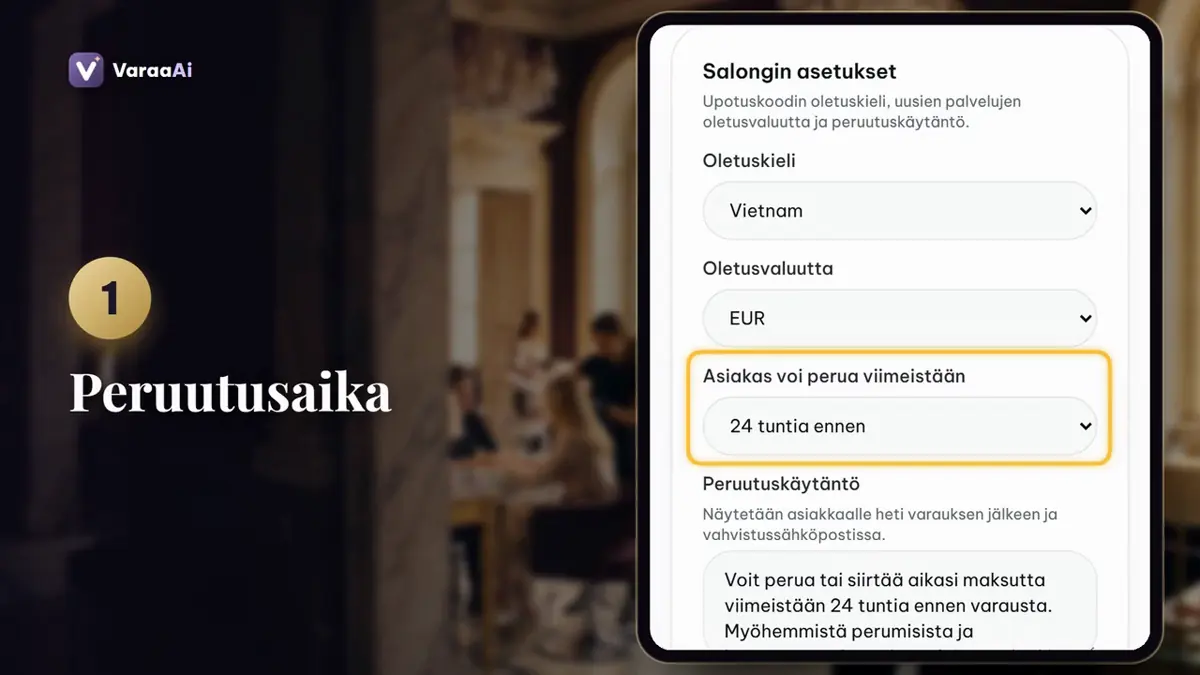 VaraaAi
1
Peruutusaika
Salongin asetukset
Upotuskoodin oletuskieli, uusien palvelujen
oletusvaluutta ja peruutuskäytäntö.
Oletuskieli
Vietnam
Oletusvaluutta
EUR
Asiakas voi perua viimeistään
24 tuntia ennen
Peruutuskäytäntö
Näytetään asiakkaalle heti varauksen jälkeen ja
vahvistussähköpostissa.
Voit perua tai siirtää aikasi maksutta
viimeistään 24 tuntia ennen varausta.
Myöhemmistä perumisista ja